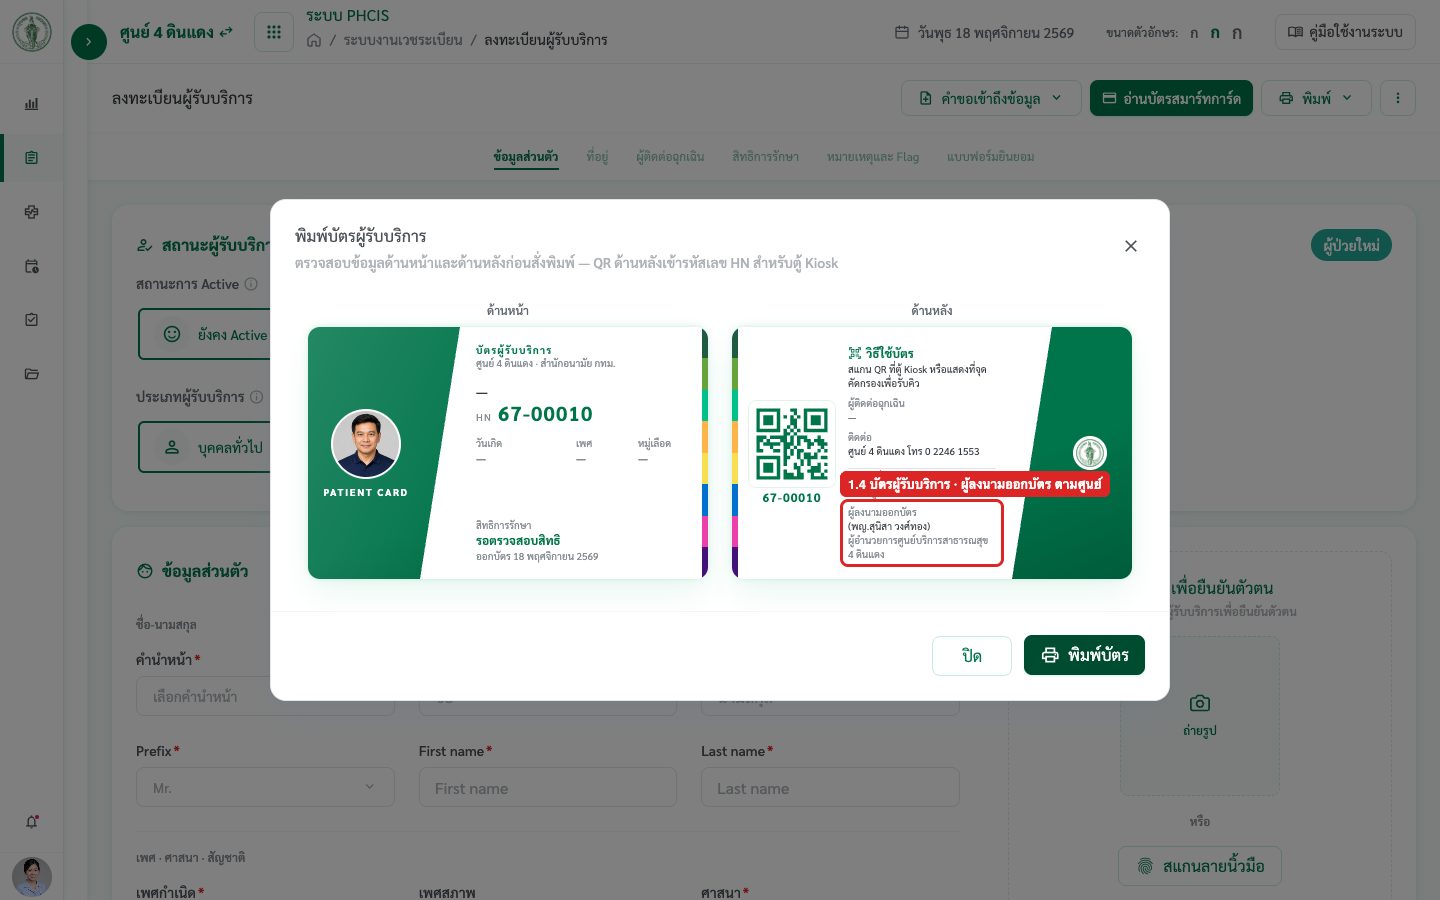 ศูนย์ 4 ดินแดง
ระบบ PHCIS
/ ระบบงานเวชระเบียน / ลงทะเบียนผู้รับบริการ
วันพุธ 18 พฤศจิกายน 2569
ขนาดตัวอักษร: ก ก ก
คู่มือใช้งานระบบ
ลงทะเบียนผู้รับบริการ
คำขอเข้าถึงข้อมูล
อ่านบัตรสมาร์ทการ์ด
พิมพ์
ข้อมูลส่วนตัว
ที่อยู่
ผู้ติดต่อฉุกเฉิน
สิทธิการรักษา
หมายเหตุและ Flag
แบบฟอร์มยินยอม
ผู้ป่วยใหม่
สถานะการ Active
ยังคง Active
ประเภทผู้รับบริการ
บุคคลทั่วไป
พิมพ์บัตรผู้รับบริการ
ตรวจสอบข้อมูลด้านหน้าและด้านหลังก่อนสั่งพิมพ์ — QR ด้านหลังเข้ารหัสเลข HN สำหรับตู้ Kiosk
ด้านหน้า
PATIENT CARD
บัตรผู้รับบริการ
ศูนย์ 4 ดินแดง · สำนักอนามัย กทม.
—
HN 67-00010
วันเกิด เพศ หมู่เลือด
— — —
สิทธิการรักษา
รอตรวจสอบสิทธิ
ออกบัตร 18 พฤศจิกายน 2569
ด้านหลัง
67-00010
วิธีใช้บัตร
สแกน QR ที่ตู้ Kiosk หรือแสดงที่จุด
คัดกรองเพื่อรับคิว
ผู้ติดต่อฉุกเฉิน
—
ติดต่อ
ศูนย์ 4 ดินแดง โทร 0 2246 1553
1.4 บัตรผู้รับบริการ · ผู้ลงนามออกบัตร ตามศูนย์
ผู้ลงนามออกบัตร
(พญ.สุนิสา วงศ์ทอง)
ผู้อำนวยการศูนย์บริการสาธารณสุข
4 ดินแดง
ปิด
พิมพ์บัตร
ข้อมูลส่วนตัว
ชื่อ-นามสกุล
คำนำหน้า*
เลือกคำนำหน้า
Prefix* First name* Last name*
Mr. First name Last name
เพศ · ศาสนา · สัญชาติ
เพศกำเนิด* เพศสภาพ ศาสนา*
เพื่อยืนยันตัวตน
ถ่ายรูป
หรือ
สแกนลายนิ้วมือ